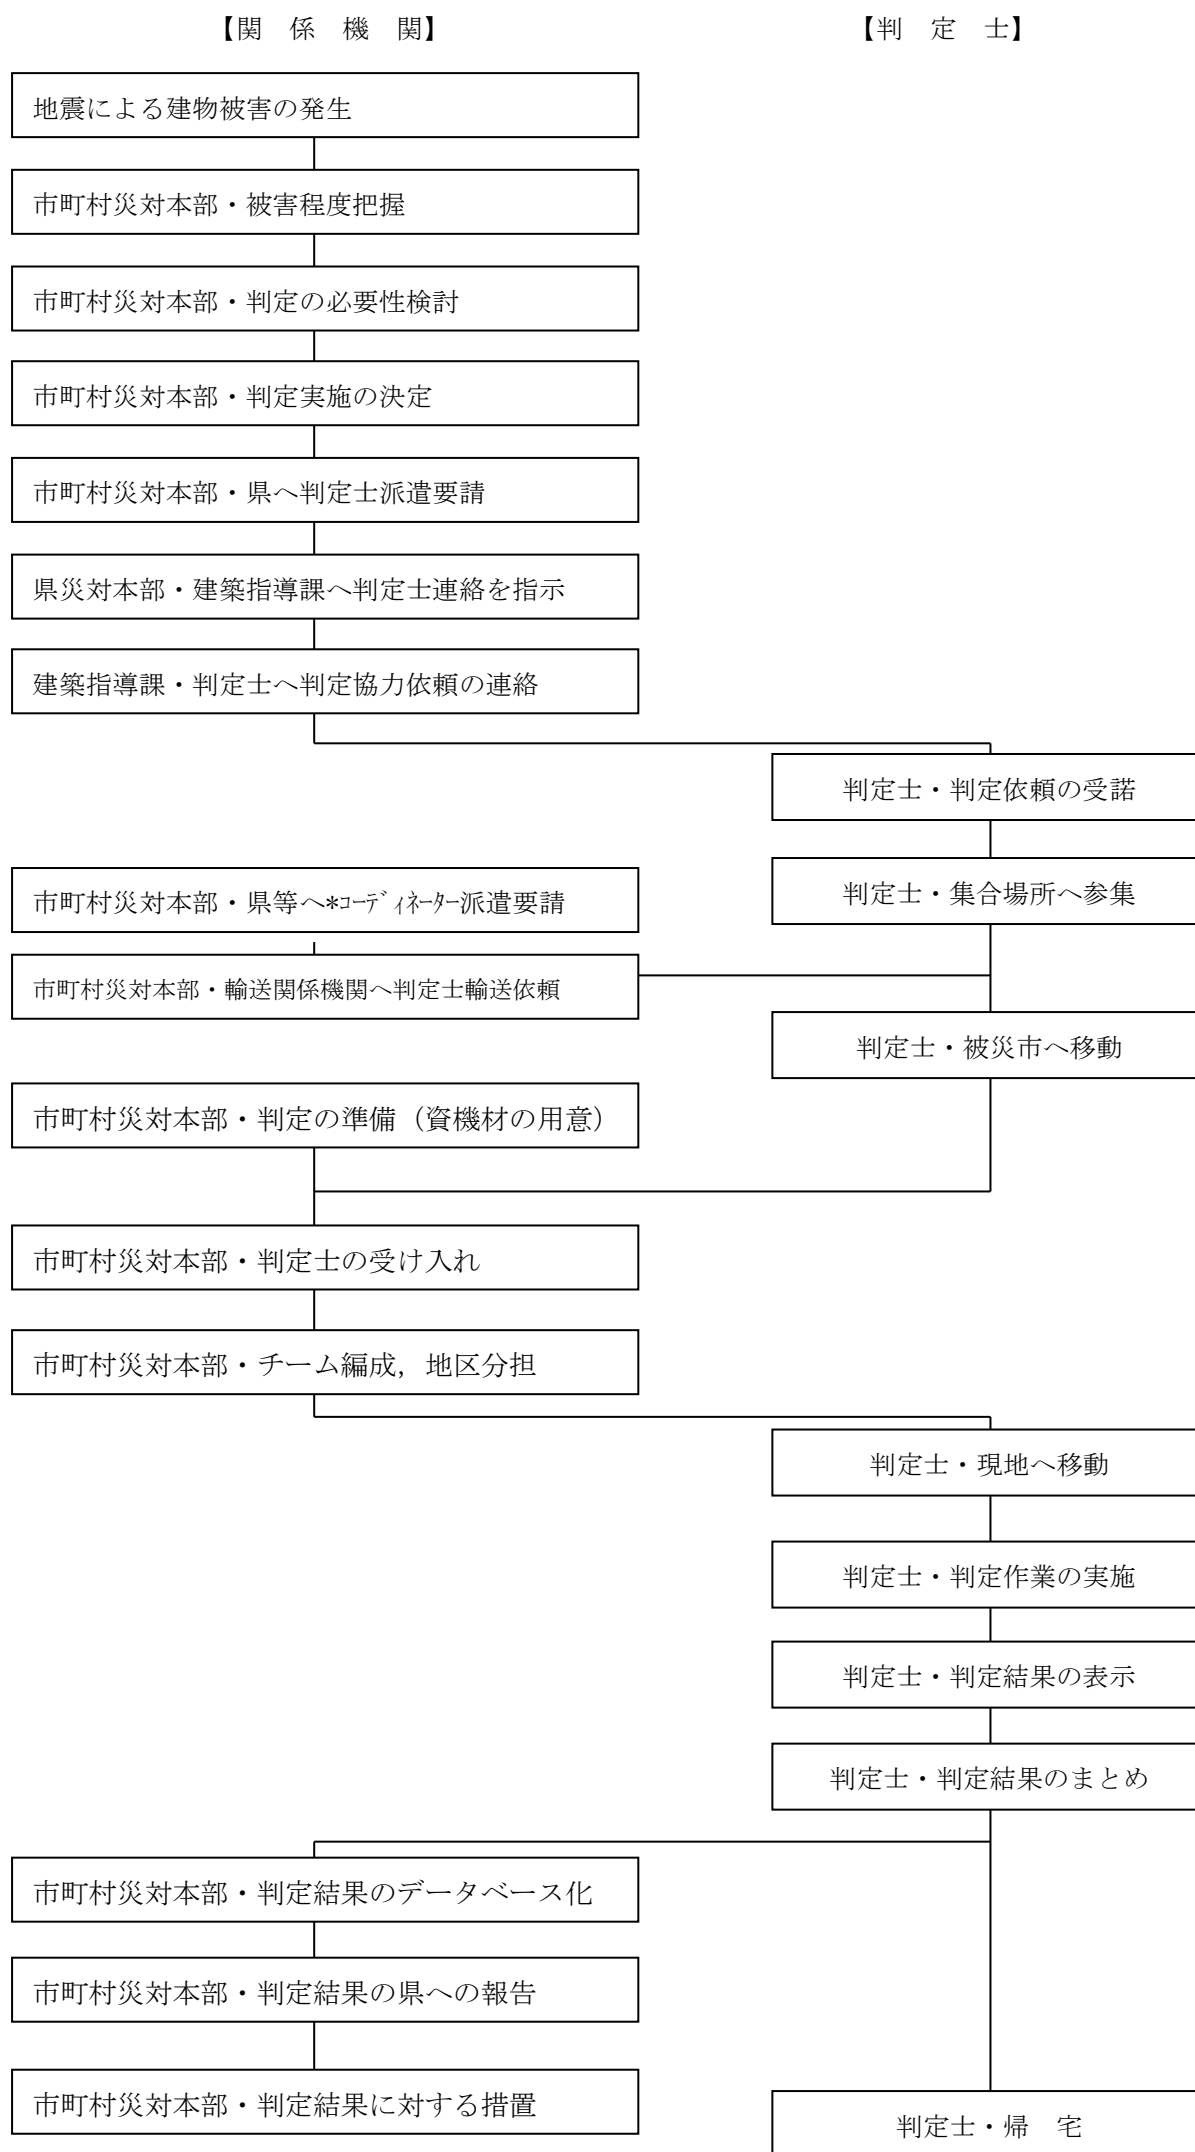 【関　係　機　関】
【判　定　士】
地震による建物被害の発生
市町村災対本部・被害程度把握
市町村災対本部・判定の必要性検討
市町村災対本部・判定実施の決定
市町村災対本部・県へ判定士派遣要請
県災対本部・建築指導課へ判定士連絡を指示
建築指導課・判定士へ判定協力依頼の連絡
判定士・判定依頼の受諾
判定士・集合場所へ参集
市町村災対本部・県等へ*ｺｰﾃﾞｨﾈｰﾀｰ派遣要請
市町村災対本部・輸送関係機関へ判定士輸送依頼
判定士・被災市へ移動
市町村災対本部・判定の準備（資機材の用意）
市町村災対本部・判定士の受け入れ
市町村災対本部・チーム編成，地区分担
判定士・現地へ移動
判定士・判定作業の実施
判定士・判定結果の表示
判定士・判定結果のまとめ
市町村災対本部・判定結果のデータベース化
市町村災対本部・判定結果の県への報告
市町村災対本部・判定結果に対する措置
判定士・帰　宅